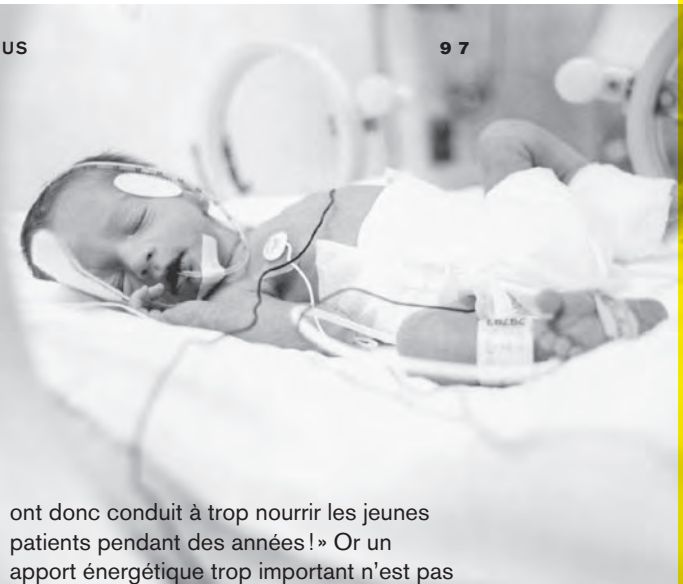 US
97
ont donc conduit à trop nourrir les jeunes
patients pendant des années!» Or un
apport énergétique trop important n'est pas